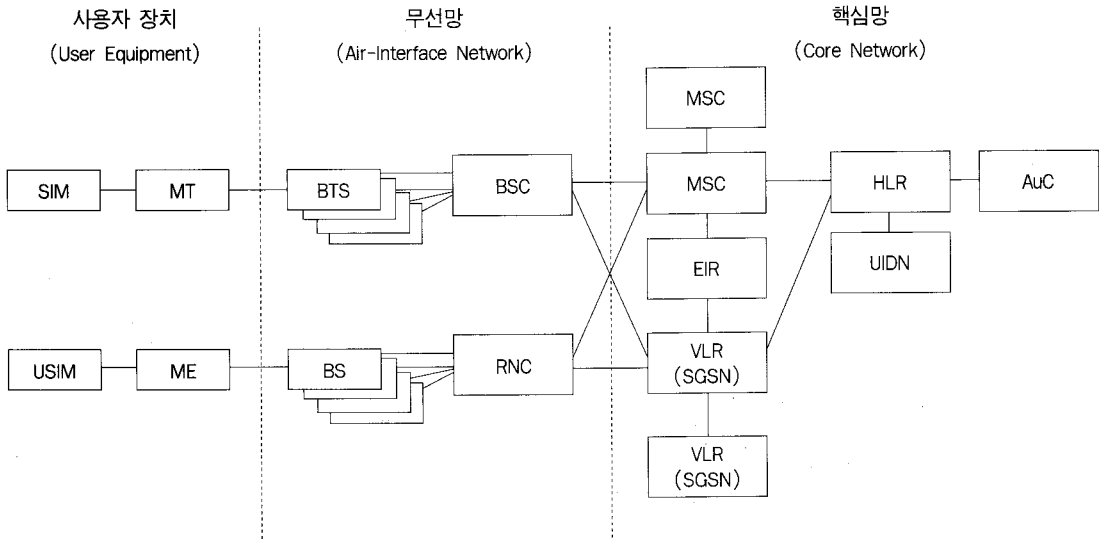 사용자 장치
(User Equipment)
무선망
(Air-Interface Network)
핵심망
(Core Network)
MSC
SIM
MT
BTS
BSC
MSC
HLR
AuC
EIR
UIDN
USIM
ME
BS
RNC
VLR
(SGSN)
VLR
(SGSN)